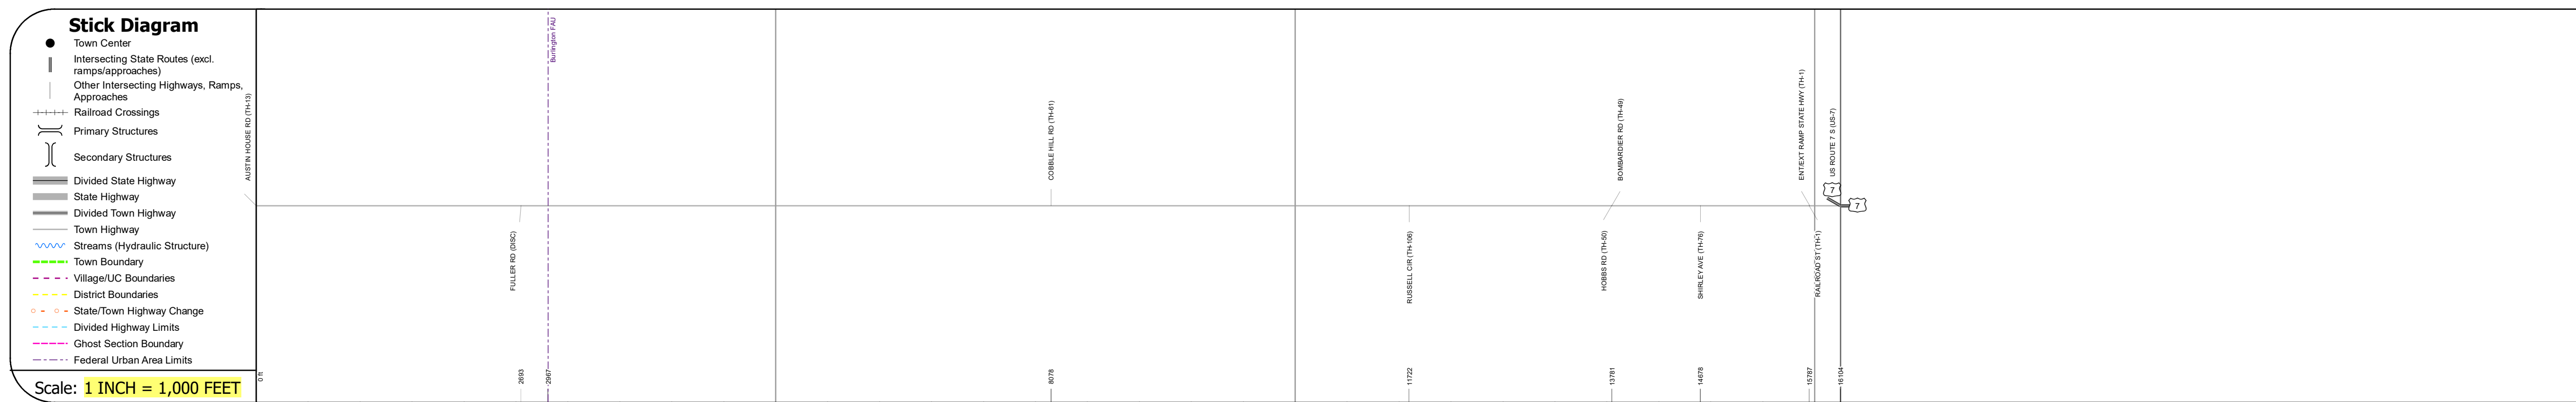 Stick Diagram
Town Center
Intersecting State Routes (excl.
ramps/approaches)
Other Intersecting Highways, Ramps,
Approaches
Railroad Crossings
Primary Structures
Secondary Structures
Divided State Highway
State Highway
Divided Town Highway
Town Highway
Streams (Hydraulic Structure)
Town Boundary
Village/UC Boundaries
District Boundaries
State/Town Highway Change
Divided Highway Limits
Ghost Section Boundary
Federal Urban Area Limits
Scale: 1 INCH = 1,000 FEET
AUSTIN HOUSE RD (TH-13)
Burlington FAU
COBBLE HILL RD (TH-61)
BOMBARDIER RD (TH-49)
ENT/EXT RAMP STATE HWY (TH-1)
US ROUTE 7 S (US-7)
7
7
FULLER RD (DISC)
RUSSELL CIR (TH-106)
HOBBS RD (TH-50)
SHIRLEY AVE (TH-76)
RAILROAD ST (TH-1)
0 ft
2693
2967
8078
11722
13781
14678
15787
16104